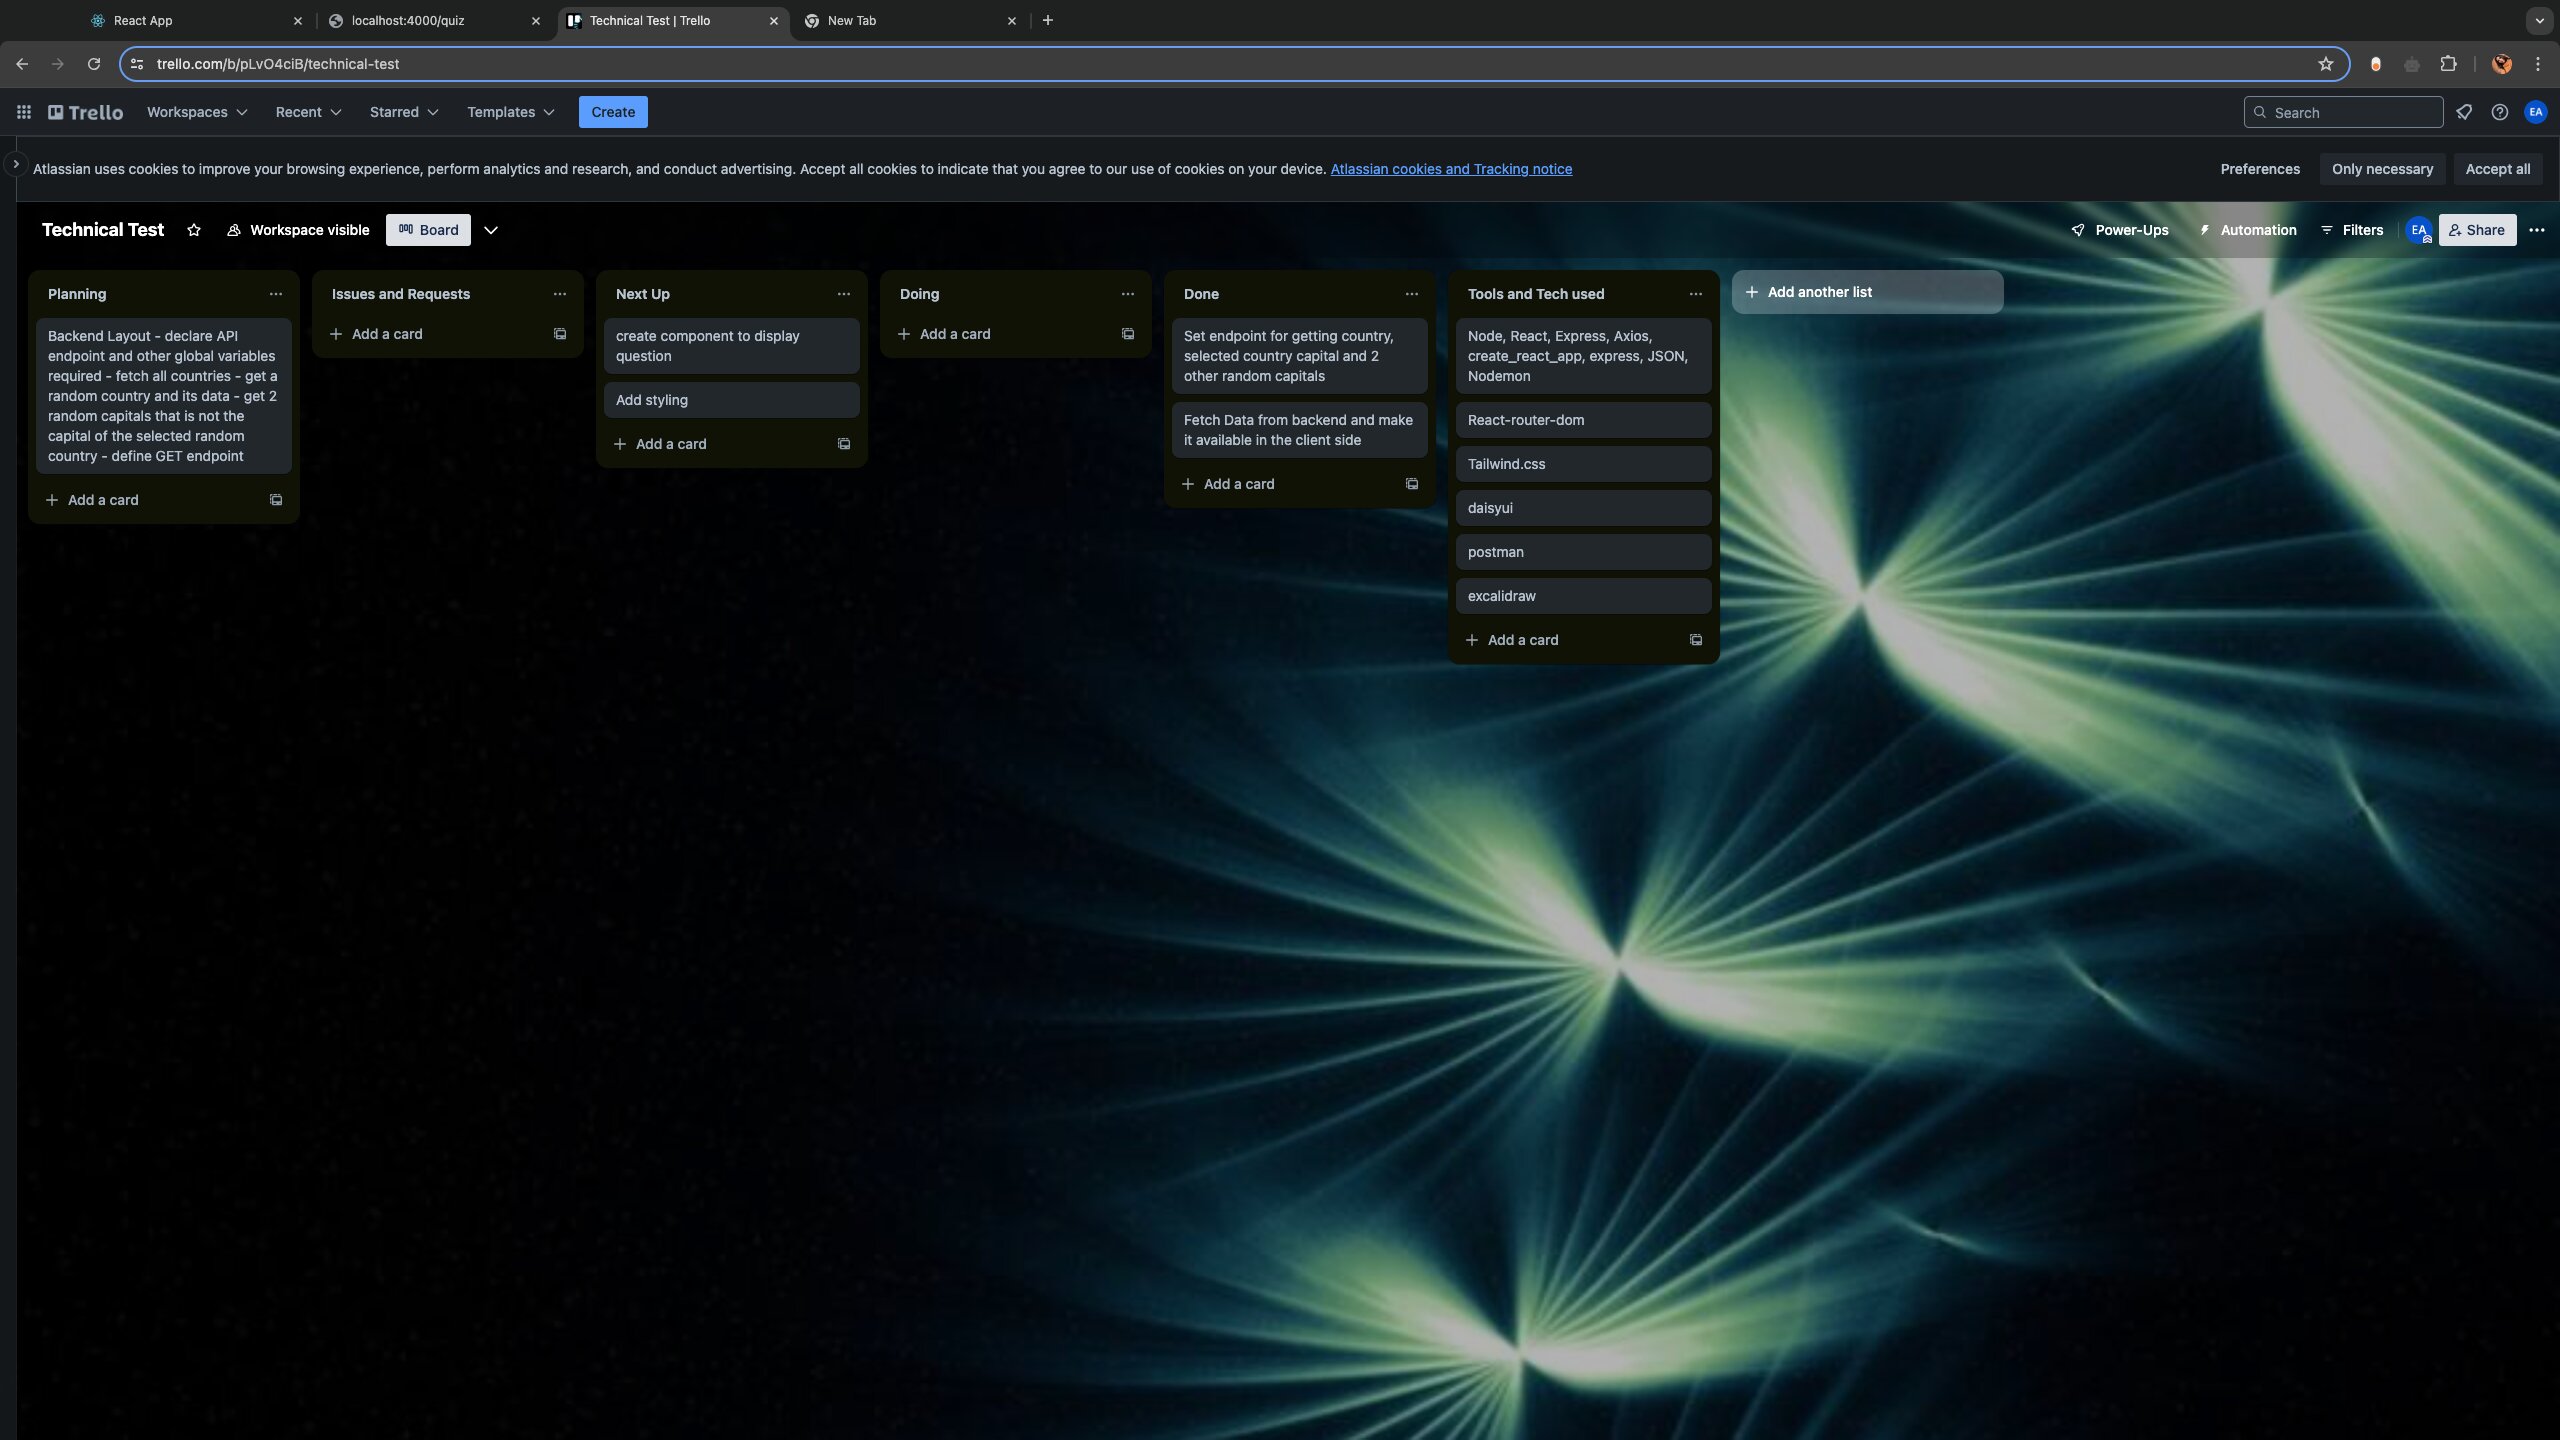 React App
localhost:4000/quiz
Technical Test | Trello
New Tab
trello.com/b/pLvO4ciB/technical-test
Trello
Workspaces
Recent
Starred
Templates
Create
Search
EA
Atlassian uses cookies to improve your browsing experience, perform analytics and research, and conduct advertising. Accept all cookies to indicate that you agree to our use of cookies on your device. Atlassian cookies and Tracking notice
Preferences
Only necessary
Accept all
Technical Test
Workspace visible
Board
Power-Ups
Automation
Filters
EA
Share
Planning
Backend Layout - declare API
endpoint and other global variables
required - fetch all countries - get a
random country and its data - get 2
random capitals that is not the
capital of the selected random
country - define GET endpoint
Add a card
Issues and Requests
Add a card
Next Up
create component to display
question
Add styling
Add a card
Doing
Add a card
Done
Set endpoint for getting country,
selected country capital and 2
other random capitals
Fetch Data from backend and make
it available in the client side
Add a card
Tools and Tech used
Node, React, Express, Axios,
create_react_app, express, JSON,
Nodemon
React-router-dom
Tailwind.css
daisyui
postman
excalidraw
Add a card
Add another list